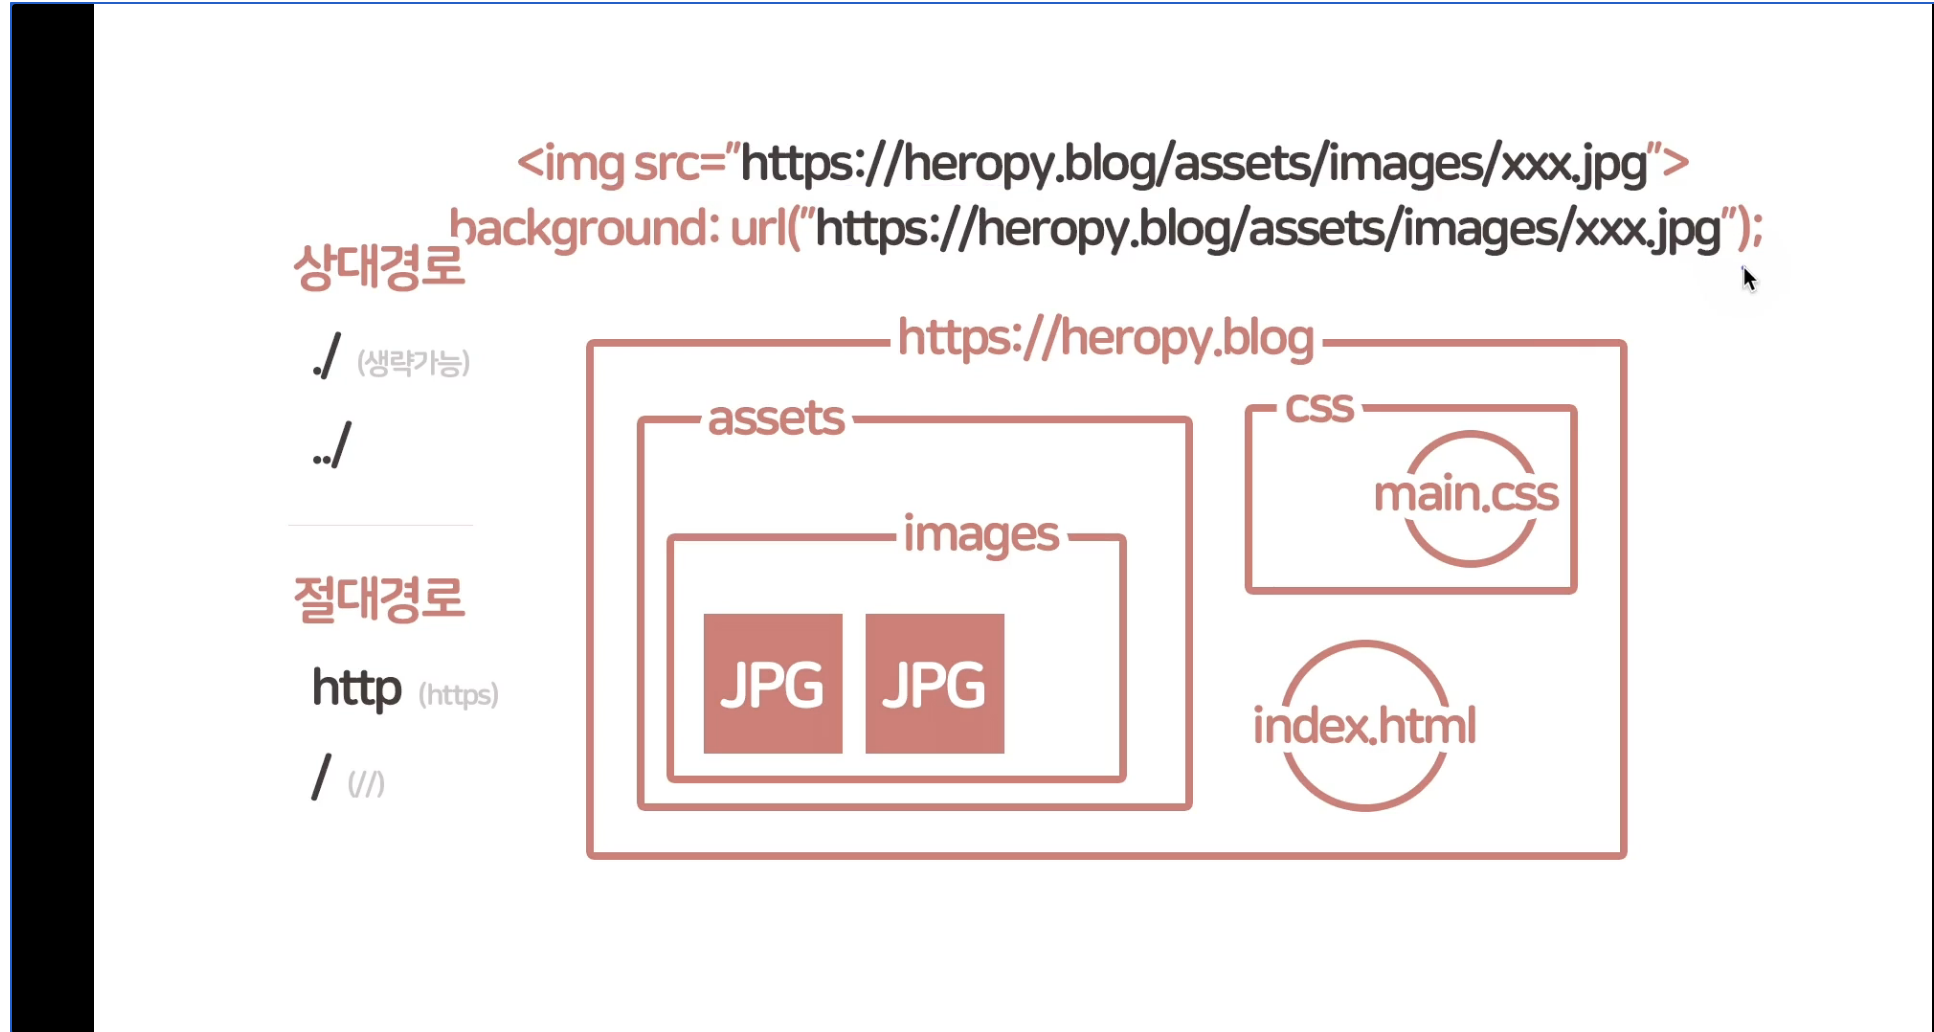 <img src="https://heropy.blog/assets/images/xxx.jpg">
background: url("https://heropy.blog/assets/images/xxx.jpg");
상대경로
./ (생략가능)
../
절대경로
http (https)
/ (//)
https://heropy.blog
assets
images
JPG JPG
css
main.css
index.html